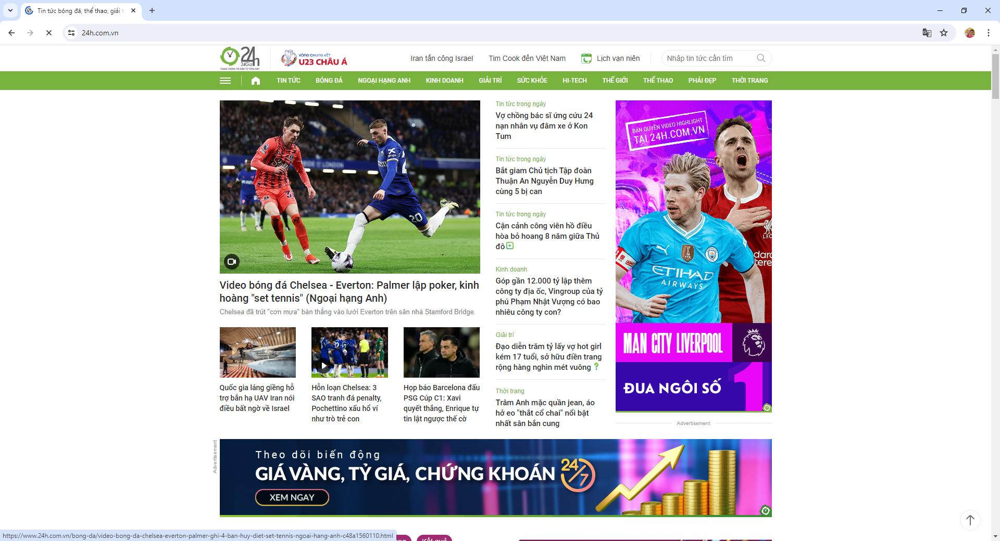 Tin tức bóng đá, thể thao, giải t
24h.com.vn
24h
24Giờ
TRANG THÔNG TIN ĐIỆN TỬ TỔNG HỢP
VÒNG CHUNG KẾT
U23 CHÂU Á
Iran tấn công Israel
Tim Cook đến Việt Nam
Lịch vạn niên
Nhập tin tức cần tìm
TIN TỨC
BÓNG ĐÁ
NGOẠI HẠNG ANH
KINH DOANH
GIẢI TRÍ
SỨC KHỎE
HI-TECH
THẾ GIỚI
THỂ THAO
PHÁI ĐẸP
THỜI TRANG
20
Video bóng đá Chelsea - Everton: Palmer lập poker, kinh
hoàng "set tennis" (Ngoại hạng Anh)
Chelsea đã trút "cơn mưa" bàn thắng vào lưới Everton trên sân nhà Stamford Bridge.
Quốc gia láng giềng hỗ
trợ bắn hạ UAV Iran nói
điều bất ngờ về Israel
Hỗn loạn Chelsea: 3
SAO tranh đá penalty,
Pochettino xấu hổ ví
như trò trẻ con
Họp báo Barcelona đấu
PSG Cúp C1: Xavi
quyết thắng, Enrique tự
tin lật ngược thế cờ
Tin tức trong ngày
Vợ chồng bác sĩ ứng cứu 24
nạn nhân vụ đâm xe ở Kon
Tum
Tin tức trong ngày
Bắt giam Chủ tịch Tập đoàn
Thuận An Nguyễn Duy Hưng
cùng 5 bị can
Tin tức trong ngày
Cận cảnh công viên hồ điều
hòa bỏ hoang 8 năm giữa Thủ
đô
Kinh doanh
Góp gần 12.000 tỷ lập thêm
công ty địa ốc, Vingroup của tỷ
phú Phạm Nhật Vượng có bao
nhiêu công ty con?
Giải trí
Đạo diễn trăm tỷ lấy vợ hot girl
kém 17 tuổi, sở hữu điền trang
rộng hàng nghìn mét vuông
Thời trang
Trâm Anh mặc quần jean, áo
hở eo "thắt cổ chai" nổi bật
nhất sân bắn cung
BẢN QUYỀN VIDEO HIGHLIGHT
TẠI 24H.COM.VN
ETIHAD
AIRWAYS
MAN CITY LIVERPOOL
ĐUA NGÔI SỐ 1
Advertisement
Advertisement
Theo dõi biến động
GIÁ VÀNG, TỶ GIÁ, CHỨNG KHOÁN
24/7
XEM NGAY
https://www.24h.com.vn/bong-da/video-bong-da-chelsea-everton-palmer-ghi-4-ban-huy-diet-set-tennis-ngoai-hang-anh-c48a1560110.html
Kết quả